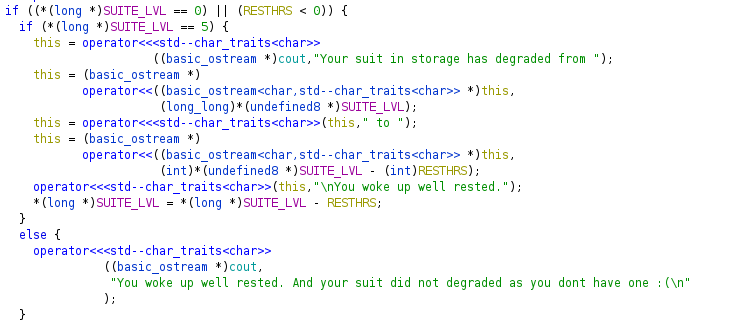 if ((*(long *)SUITE_LVL == 0) || (RESTHRS < 0)) {
  if (*(long *)SUITE_LVL == 5) {
    this = operator<<<std--char_traits<char>>
                     ((basic_ostream *)cout,"Your suit in storage has degraded from ");
    this = (basic_ostream *)
           operator<<((basic_ostream<char,std--char_traits<char>> *)this,
                      (long_long)*(undefined8 *)SUITE_LVL);
    this = operator<<<std--char_traits<char>>(this," to ");
    this = (basic_ostream *)
           operator<<((basic_ostream<char,std--char_traits<char>> *)this,
                      (int)*(undefined8 *)SUITE_LVL - (int)RESTHRS);
    operator<<<std--char_traits<char>>(this,"\nYou woke up well rested.");
    *(long *)SUITE_LVL = *(long *)SUITE_LVL - RESTHRS;
  }
  else {
    operator<<<std--char_traits<char>>
              ((basic_ostream *)cout,
               "You woke up well rested. And your suit did not degraded as you dont have one :(\n"
              );
  }